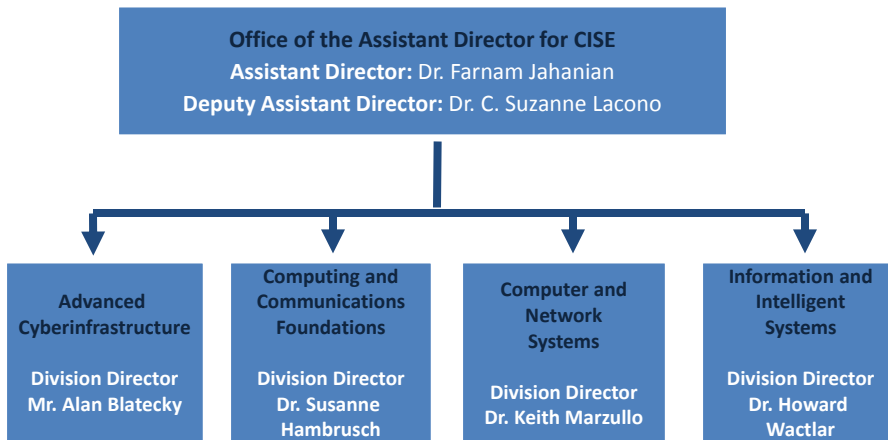 Office of the Assistant Director for CISE
Assistant Director: Dr. Farnam Jahanian
Deputy Assistant Director: Dr. C. Suzanne Lacono
Advanced
Cyberinfrastructure
Division Director
Mr. Alan Blatecky
Computing and
Communications
Foundations
Division Director
Dr. Susanne
Hambrusch
Computer and
Network
Systems
Division Director
Dr. Keith Marzullo
Information and
Intelligent
Systems
Division Director
Dr. Howard
Wactlar